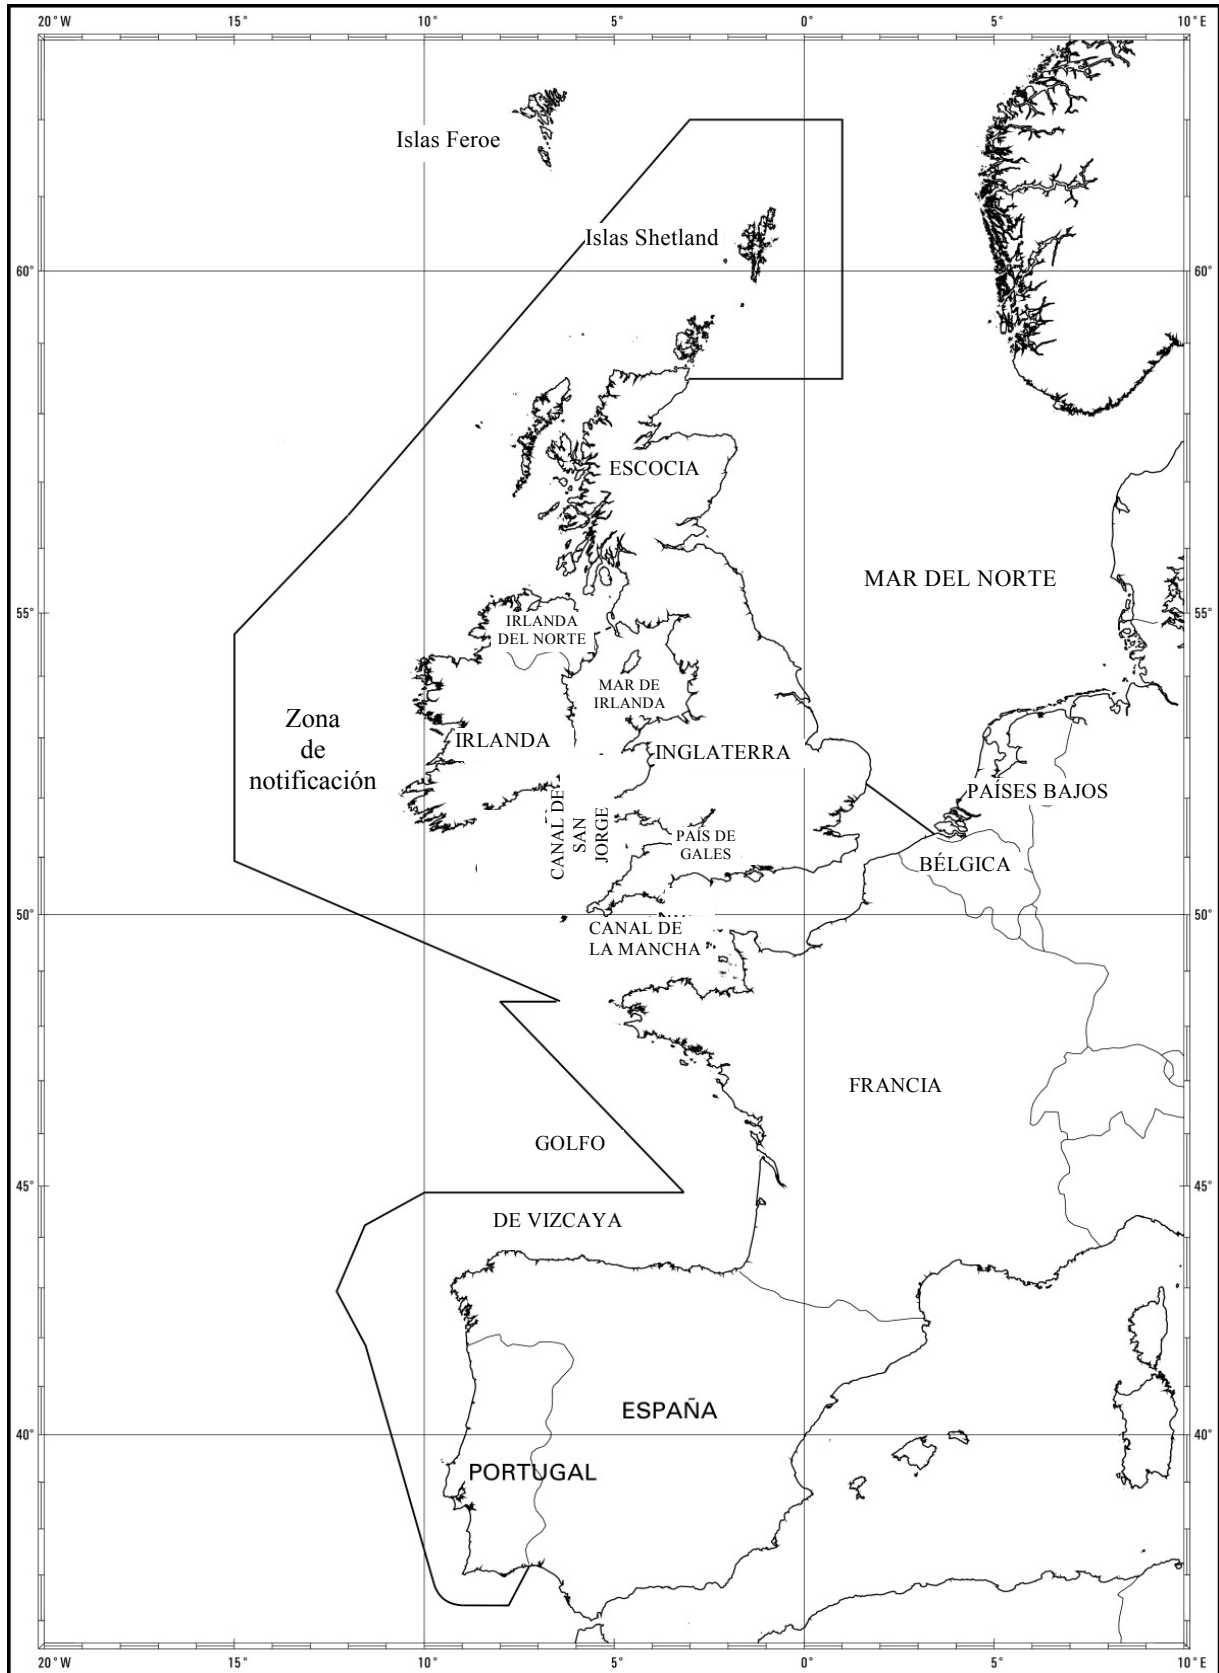 20° W 15° 10° 5° 0° 5° 10° E
Islas Feroe
Islas Shetland
60° 60°
ESCOCIA
MAR DEL NORTE
55° 55°
IRLANDA
DEL NORTE
MAR DE
IRLANDA
Zona
de
notificación
IRLANDA
INGLATERRA
PAÍSES BAJOS
CANAL DE
SAN
JORGE
PAÍS DE
GALES
BÉLGICA
50° 50°
CANAL DE
LA MANCHA
FRANCIA
GOLFO
45° 45°
DE VIZCAYA
ESPAÑA
40° 40°
PORTUGAL
20° W 15° 10° 5° 0° 5° 10° E